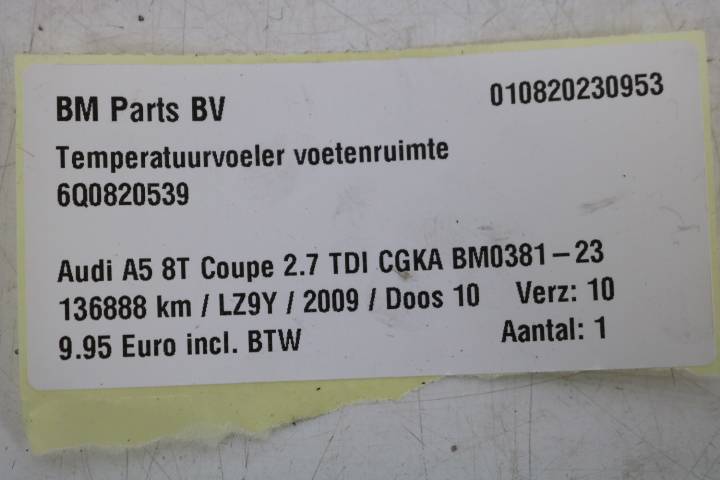 BM Parts BV 010820230953
Temperatuurvoeler voetenruimte
6Q0820539
Audi A5 8T Coupe 2.7 TDI CGKA BM0381-23
136888 km / LZ9Y / 2009 / Doos 10 Verz: 10
9.95 Euro incl. BTW Aantal: 1